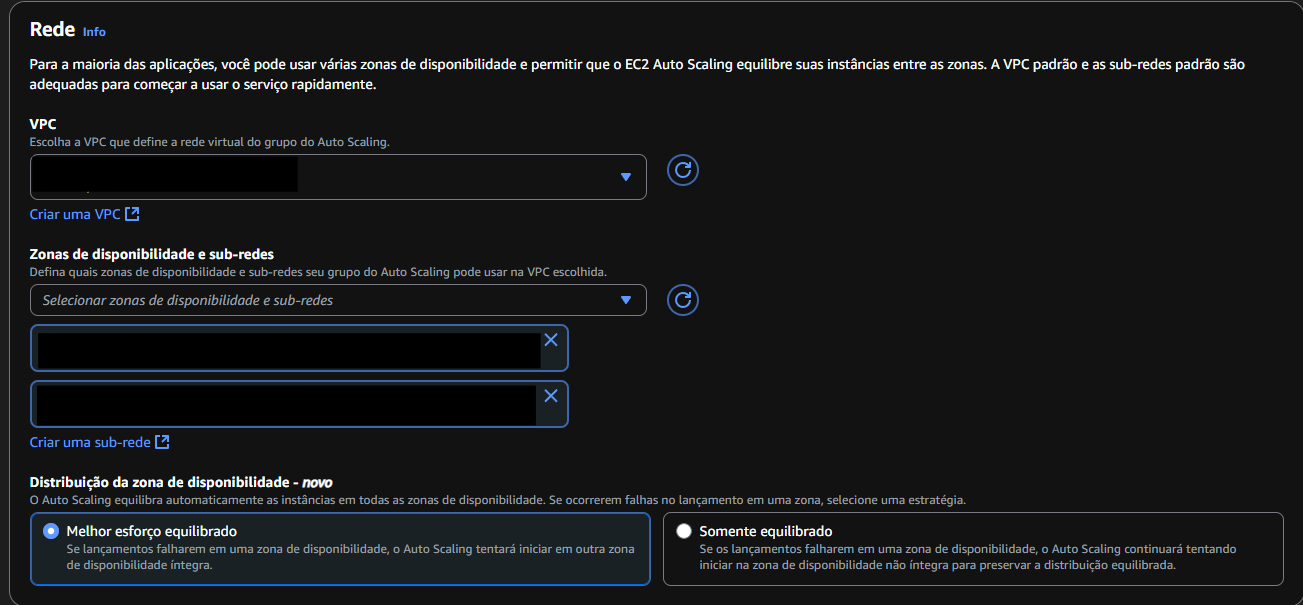 Rede Info
Para a maioria das aplicações, você pode usar várias zonas de disponibilidade e permitir que o EC2 Auto Scaling equilibre suas instâncias entre as zonas. A VPC padrão e as sub-redes padrão são
adequadas para começar a usar o serviço rapidamente.
VPC
Escolha a VPC que define a rede virtual do grupo do Auto Scaling.
Criar uma VPC
Zonas de disponibilidade e sub-redes
Defina quais zonas de disponibilidade e sub-redes seu grupo do Auto Scaling pode usar na VPC escolhida.
Selecionar zonas de disponibilidade e sub-redes
Criar uma sub-rede
Distribuição da zona de disponibilidade - novo
O Auto Scaling equilibra automaticamente as instâncias em todas as zonas de disponibilidade. Se ocorrerem falhas no lançamento em uma zona, selecione uma estratégia.
Melhor esforço equilibrado
Se lançamentos falharem em uma zona de disponibilidade, o Auto Scaling tentará iniciar em outra zona
de disponibilidade íntegra.
Somente equilibrado
Se os lançamentos falharem em uma zona de disponibilidade, o Auto Scaling continuará tentando
iniciar na zona de disponibilidade não íntegra para preservar a distribuição equilibrada.